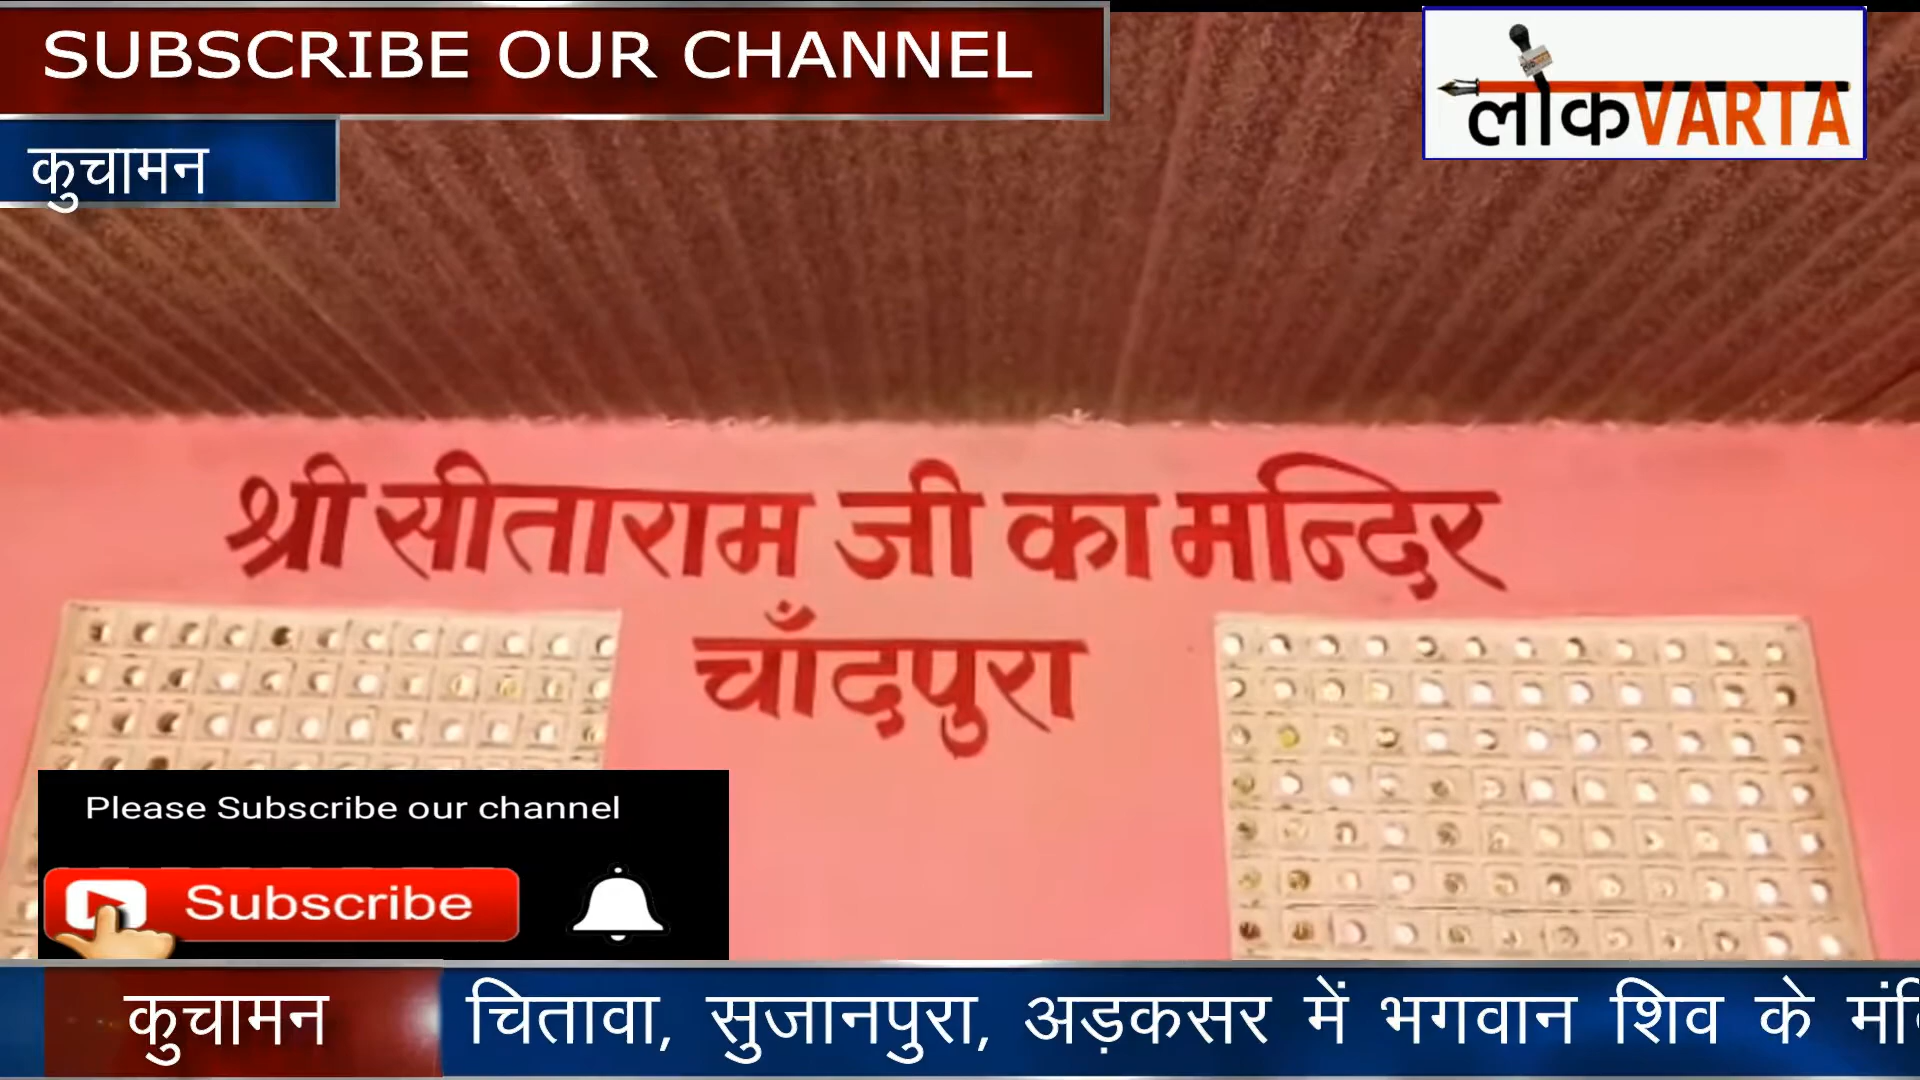 SUBSCRIBE OUR CHANNEL
लोकVARTA
कुचामन
श्री सीताराम जी का मन्दिर
चाँदपुरा
Please Subscribe our channel
Subscribe
कुचामन
चितावा, सुजानपुरा, अड़कसर में भगवान शिव के